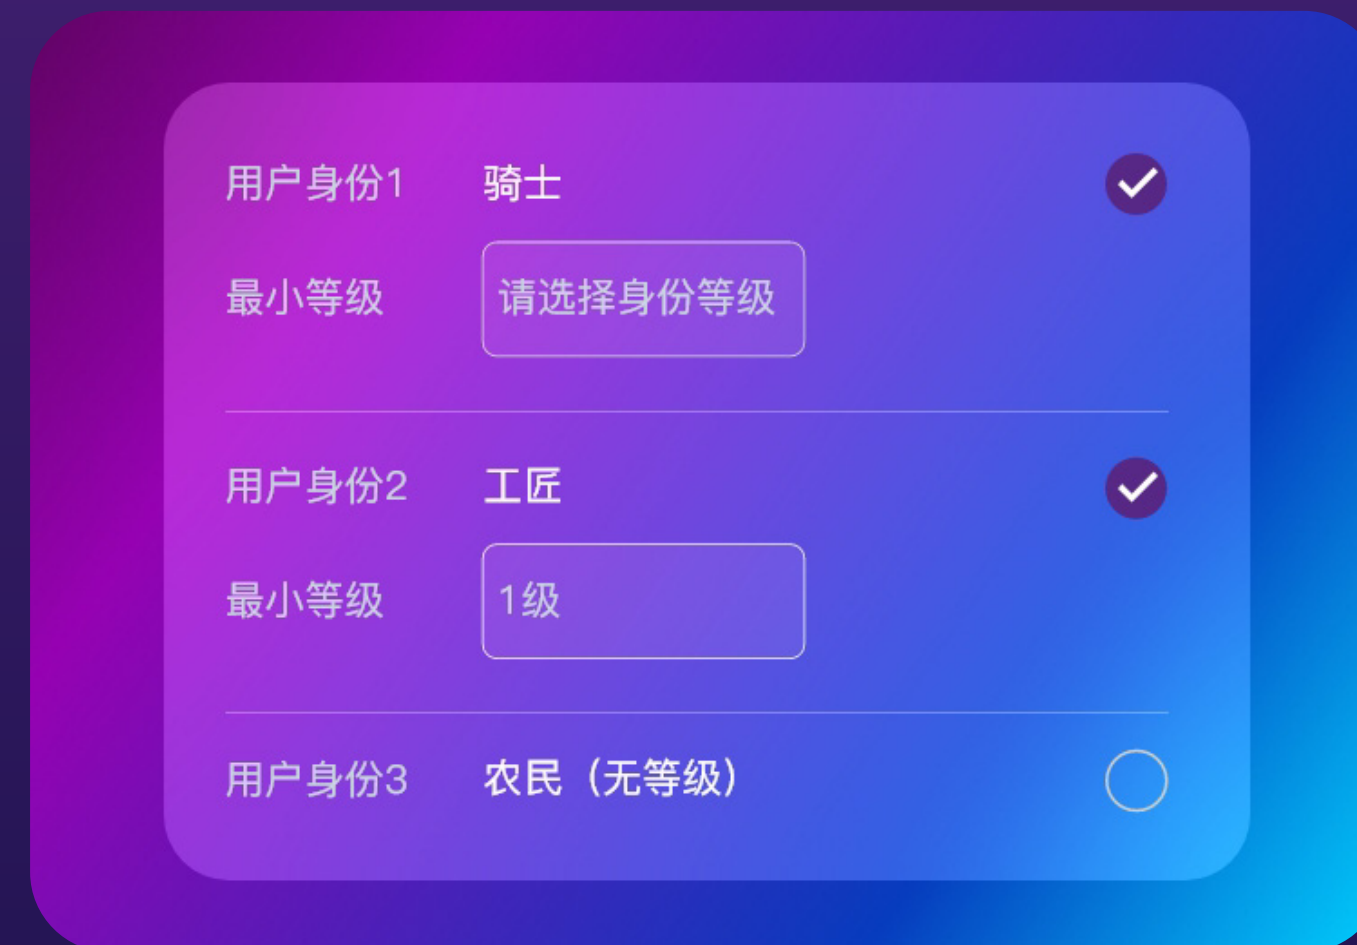 用户身份1 骑士
最小等级 请选择身份等级
用户身份2 工匠
最小等级 1级
用户身份3 农民（无等级）